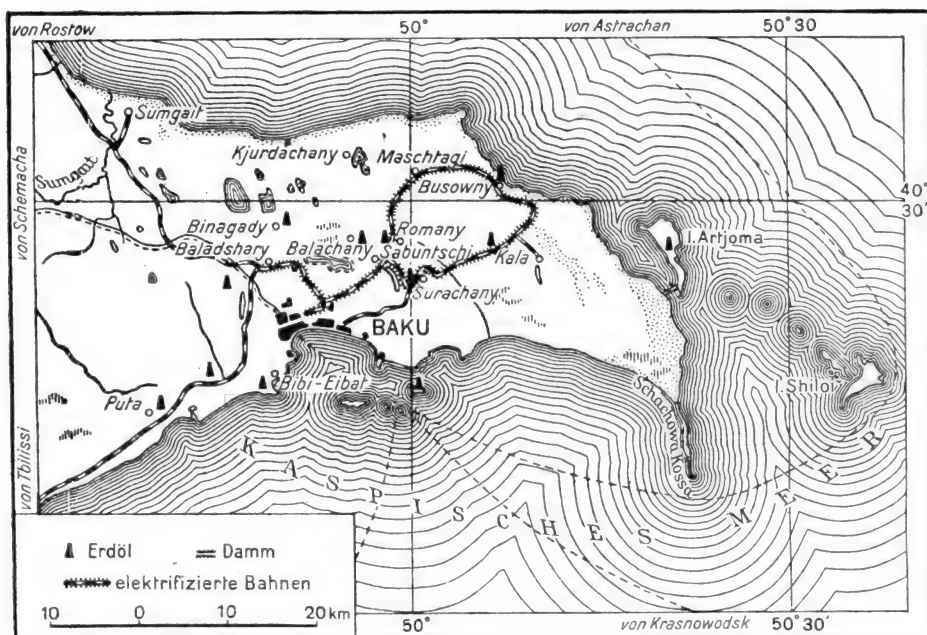 von Rostow
50°
von Astrachan
50° 30'
Sumgait
von Schemacha
Sumgait
Kjurdachany
Maschtagi
Busowny
40°
30'
Binagady
Romany
I.Artjoma
Baladshary
Balachany
Sabuntschi
Kala
Surachany
BAKU
I.Shiloi
Bibi-Eibat
Puta
Schachowa Kossa
von Tbilissi
KASPISCHES MEER
Erdöl
Damm
elektrifizierte Bahnen
10 0 10 20 km
50°
von Krasnowodsk
50° 30'